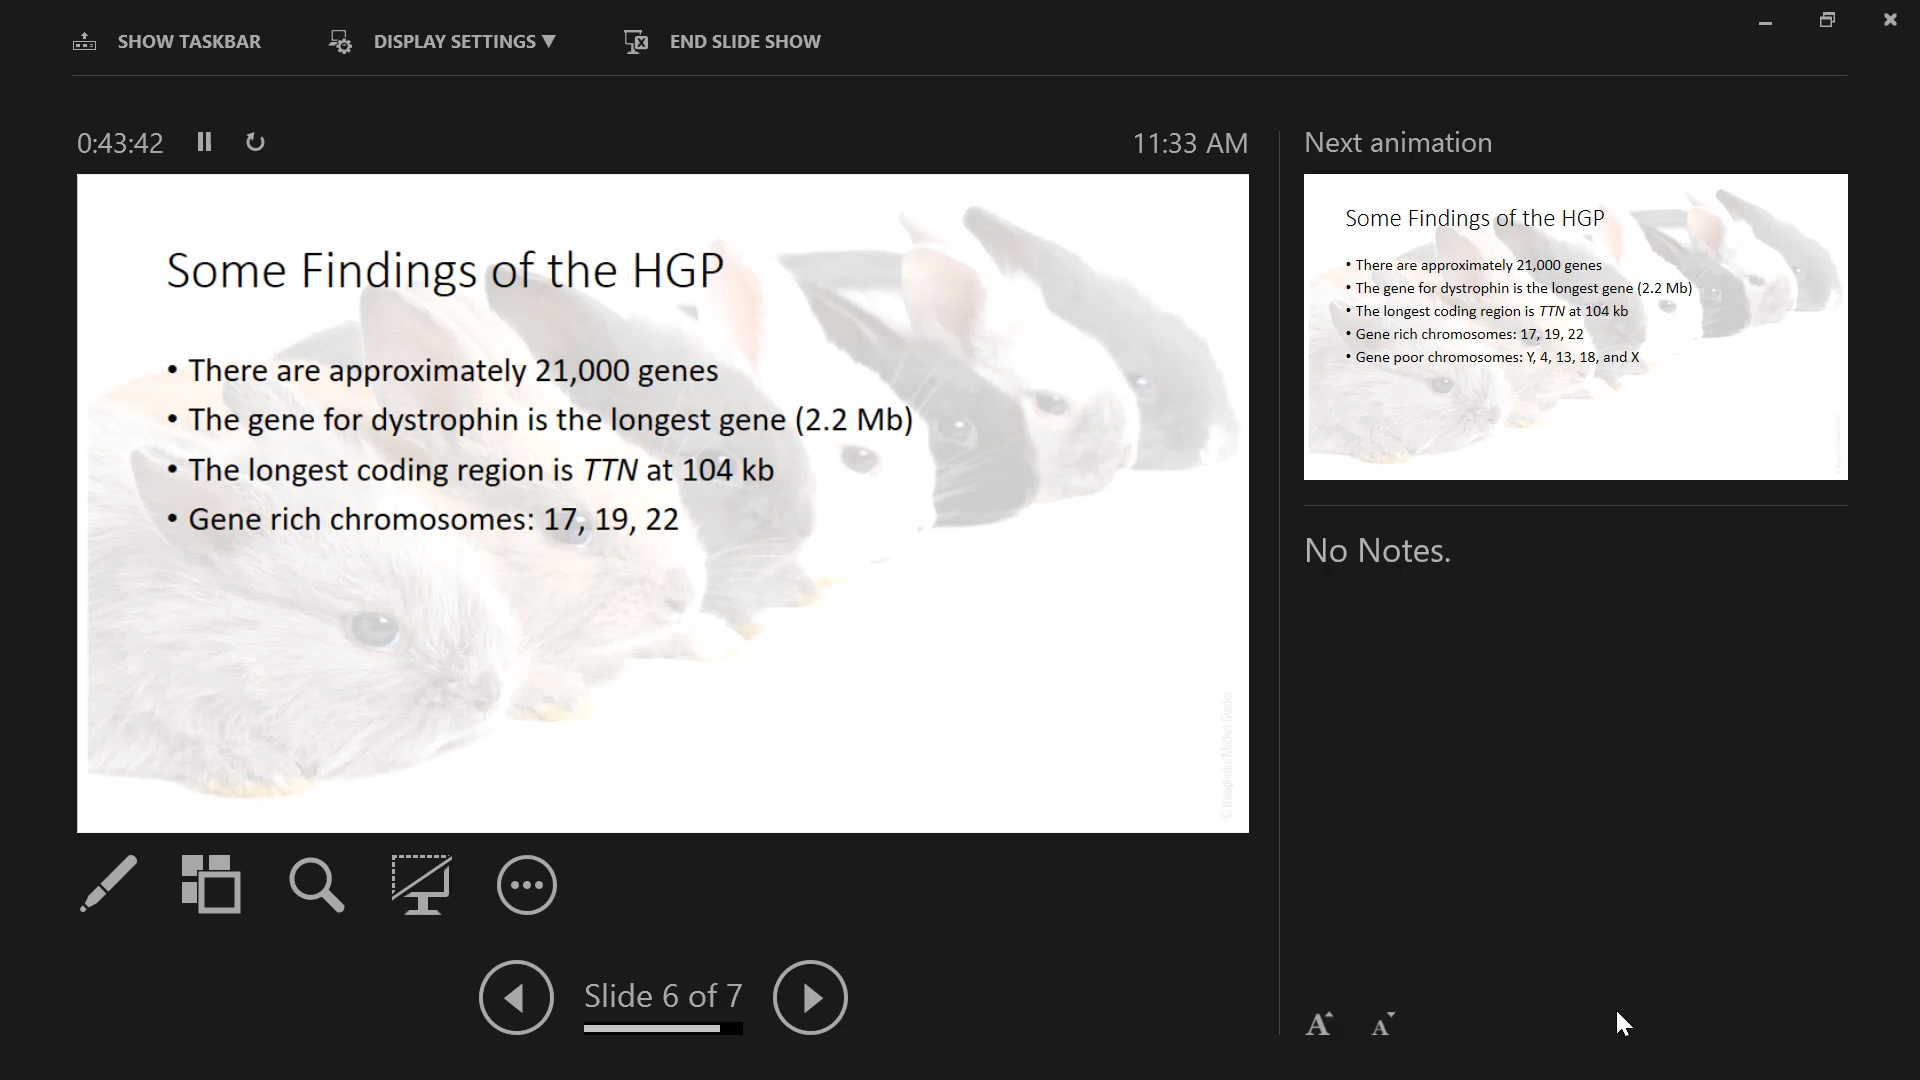 SHOW TASKBAR
DISPLAY SETTINGS ▼
END SLIDE SHOW
0:43:42
11:33 AM
Some Findings of the HGP
• There are approximately 21,000 genes
• The gene for dystrophin is the longest gene (2.2 Mb)
• The longest coding region is TTN at 104 kb
• Gene rich chromosomes: 17, 19, 22
Slide 6 of 7
Next animation
Some Findings of the HGP
• There are approximately 21,000 genes
• The gene for dystrophin is the longest gene (2.2 Mb)
• The longest coding region is TTN at 104 kb
• Gene rich chromosomes: 17, 19, 22
• Gene poor chromosomes: Y, 4, 13, 18, and X
No Notes.
A A